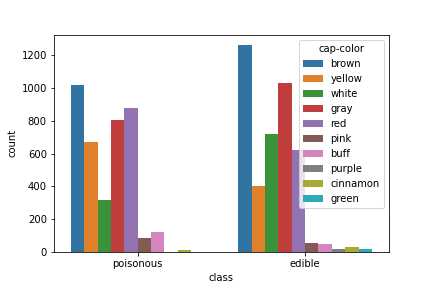 cap-color
brown
yellow
white
gray
red
pink
buff
purple
cinnamon
green
1200
1000
800
600
400
200
0
count
poisonous edible
class